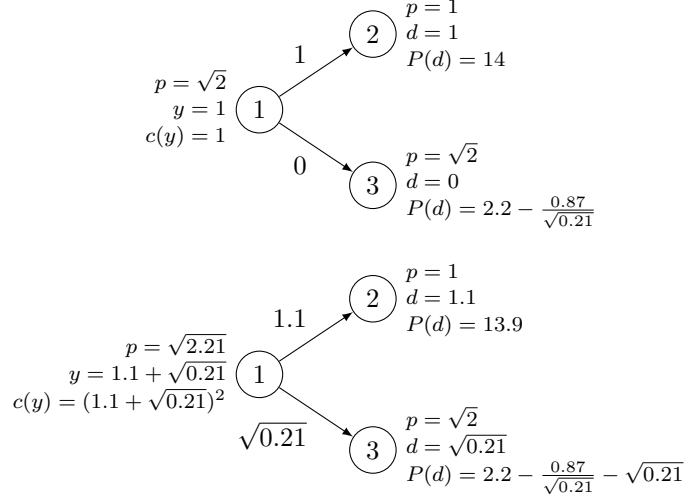 p = 1
2
d = 1
1
P(d) = 14
p = √2
y = 1
1
c(y) = 1
0
p = √2
3
d = 0
P(d) = 2.2 − 0.87/√0.21
p = 1
2
d = 1.1
1.1
P(d) = 13.9
p = √2.21
y = 1.1 + √0.21
1
c(y) = (1.1 + √0.21)²
√0.21
p = √2
3
d = √0.21
P(d) = 2.2 − 0.87/√0.21 − √0.21